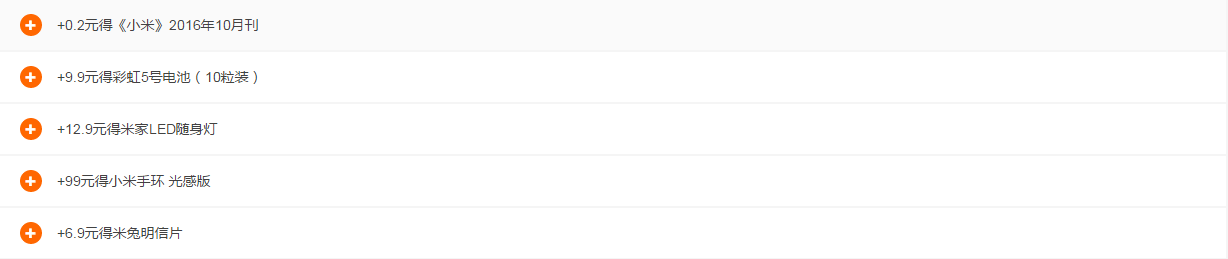 +0.2元得《小米》2016年10月刊
+9.9元得彩虹5号电池（10粒装）
+12.9元得米家LED随身灯
+99元得小米手环 光感版
+6.9元得米兔明信片